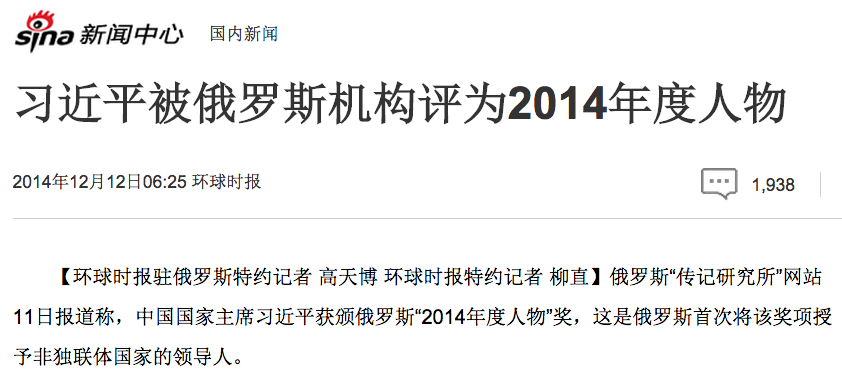 sina 新闻中心 国内新闻
习近平被俄罗斯机构评为2014年度人物
2014年12月12日06:25 环球时报 1,938
【环球时报驻俄罗斯特约记者 高天博 环球时报特约记者 柳直】俄罗斯“传记研究所”网站
11日报道称，中国国家主席习近平获颁俄罗斯“2014年度人物”奖，这是俄罗斯首次将该奖项授
予非独联体国家的领导人。